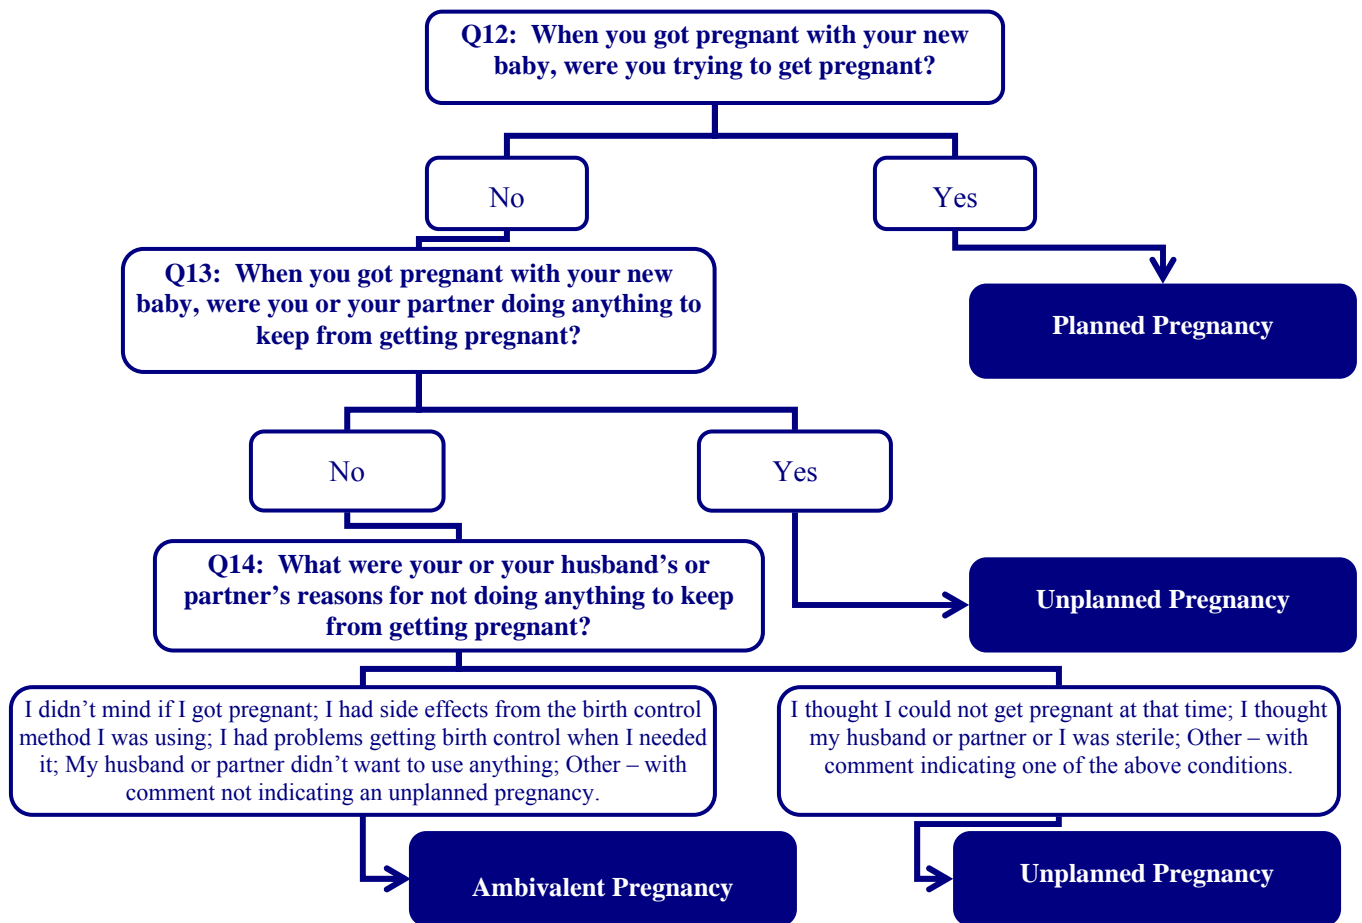 Q12:  When you got pregnant with your new
baby, were you trying to get pregnant?
No
Yes
Q13:  When you got pregnant with your new
baby, were you or your partner doing anything to
keep from getting pregnant?
Planned Pregnancy
No
Yes
Q14:  What were your or your husband’s or
partner’s reasons for not doing anything to keep
from getting pregnant?
Unplanned Pregnancy
I didn’t mind if I got pregnant; I had side effects from the birth control
method I was using; I had problems getting birth control when I needed
it; My husband or partner didn’t want to use anything; Other – with
comment not indicating an unplanned pregnancy.
I thought I could not get pregnant at that time; I thought
my husband or partner or I was sterile; Other – with
comment indicating one of the above conditions.
Ambivalent Pregnancy
Unplanned Pregnancy